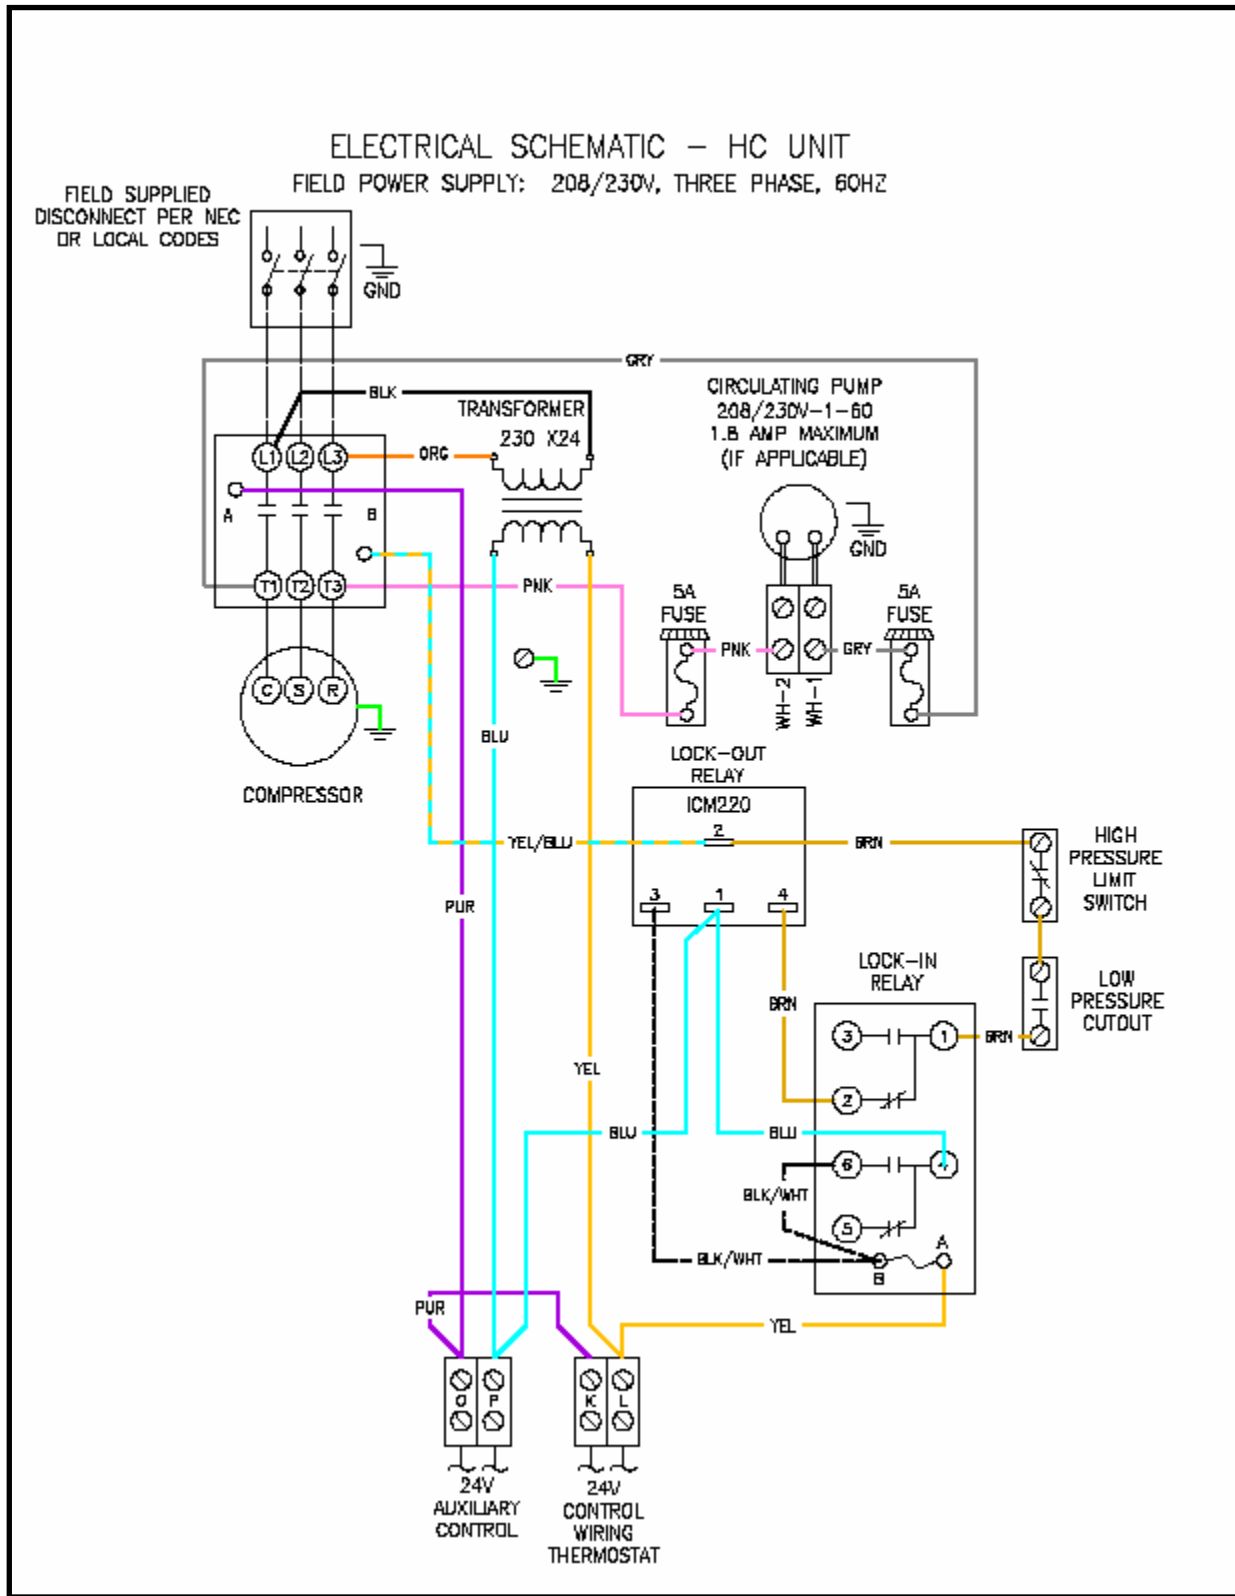 ELECTRICAL SCHEMATIC – HC UNIT
FIELD POWER SUPPLY: 208/230V, THREE PHASE, 60HZ
FIELD SUPPLIED
DISCONNECT PER NEC
OR LOCAL CODES
GND
GRY
BLK
TRANSFORMER
230 X24
CIRCULATING PUMP
208/230V-1-60
1.8 AMP MAXIMUM
(IF APPLICABLE)
L1
L2
L3
ORG
A
B
GND
T1
T2
T3
PNK
5A
FUSE
5A
FUSE
PNK
GRY
WH-2
WH-1
C
S
R
COMPRESSOR
BLU
LOCK-OUT
RELAY
ICM220
2
YEL/BLU
BRN
HIGH
PRESSURE
LIMIT
SWITCH
3
1
4
PUR
LOCK-IN
RELAY
LOW
PRESSURE
CUTOUT
BRN
3
1
BRN
YEL
2
BLU
BLU
6
4
BLK/WHT
5
A
BLK/WHT
B
PUR
YEL
O
P
K
L
24V
AUXILIARY
CONTROL
24V
CONTROL
WIRING
THERMOSTAT